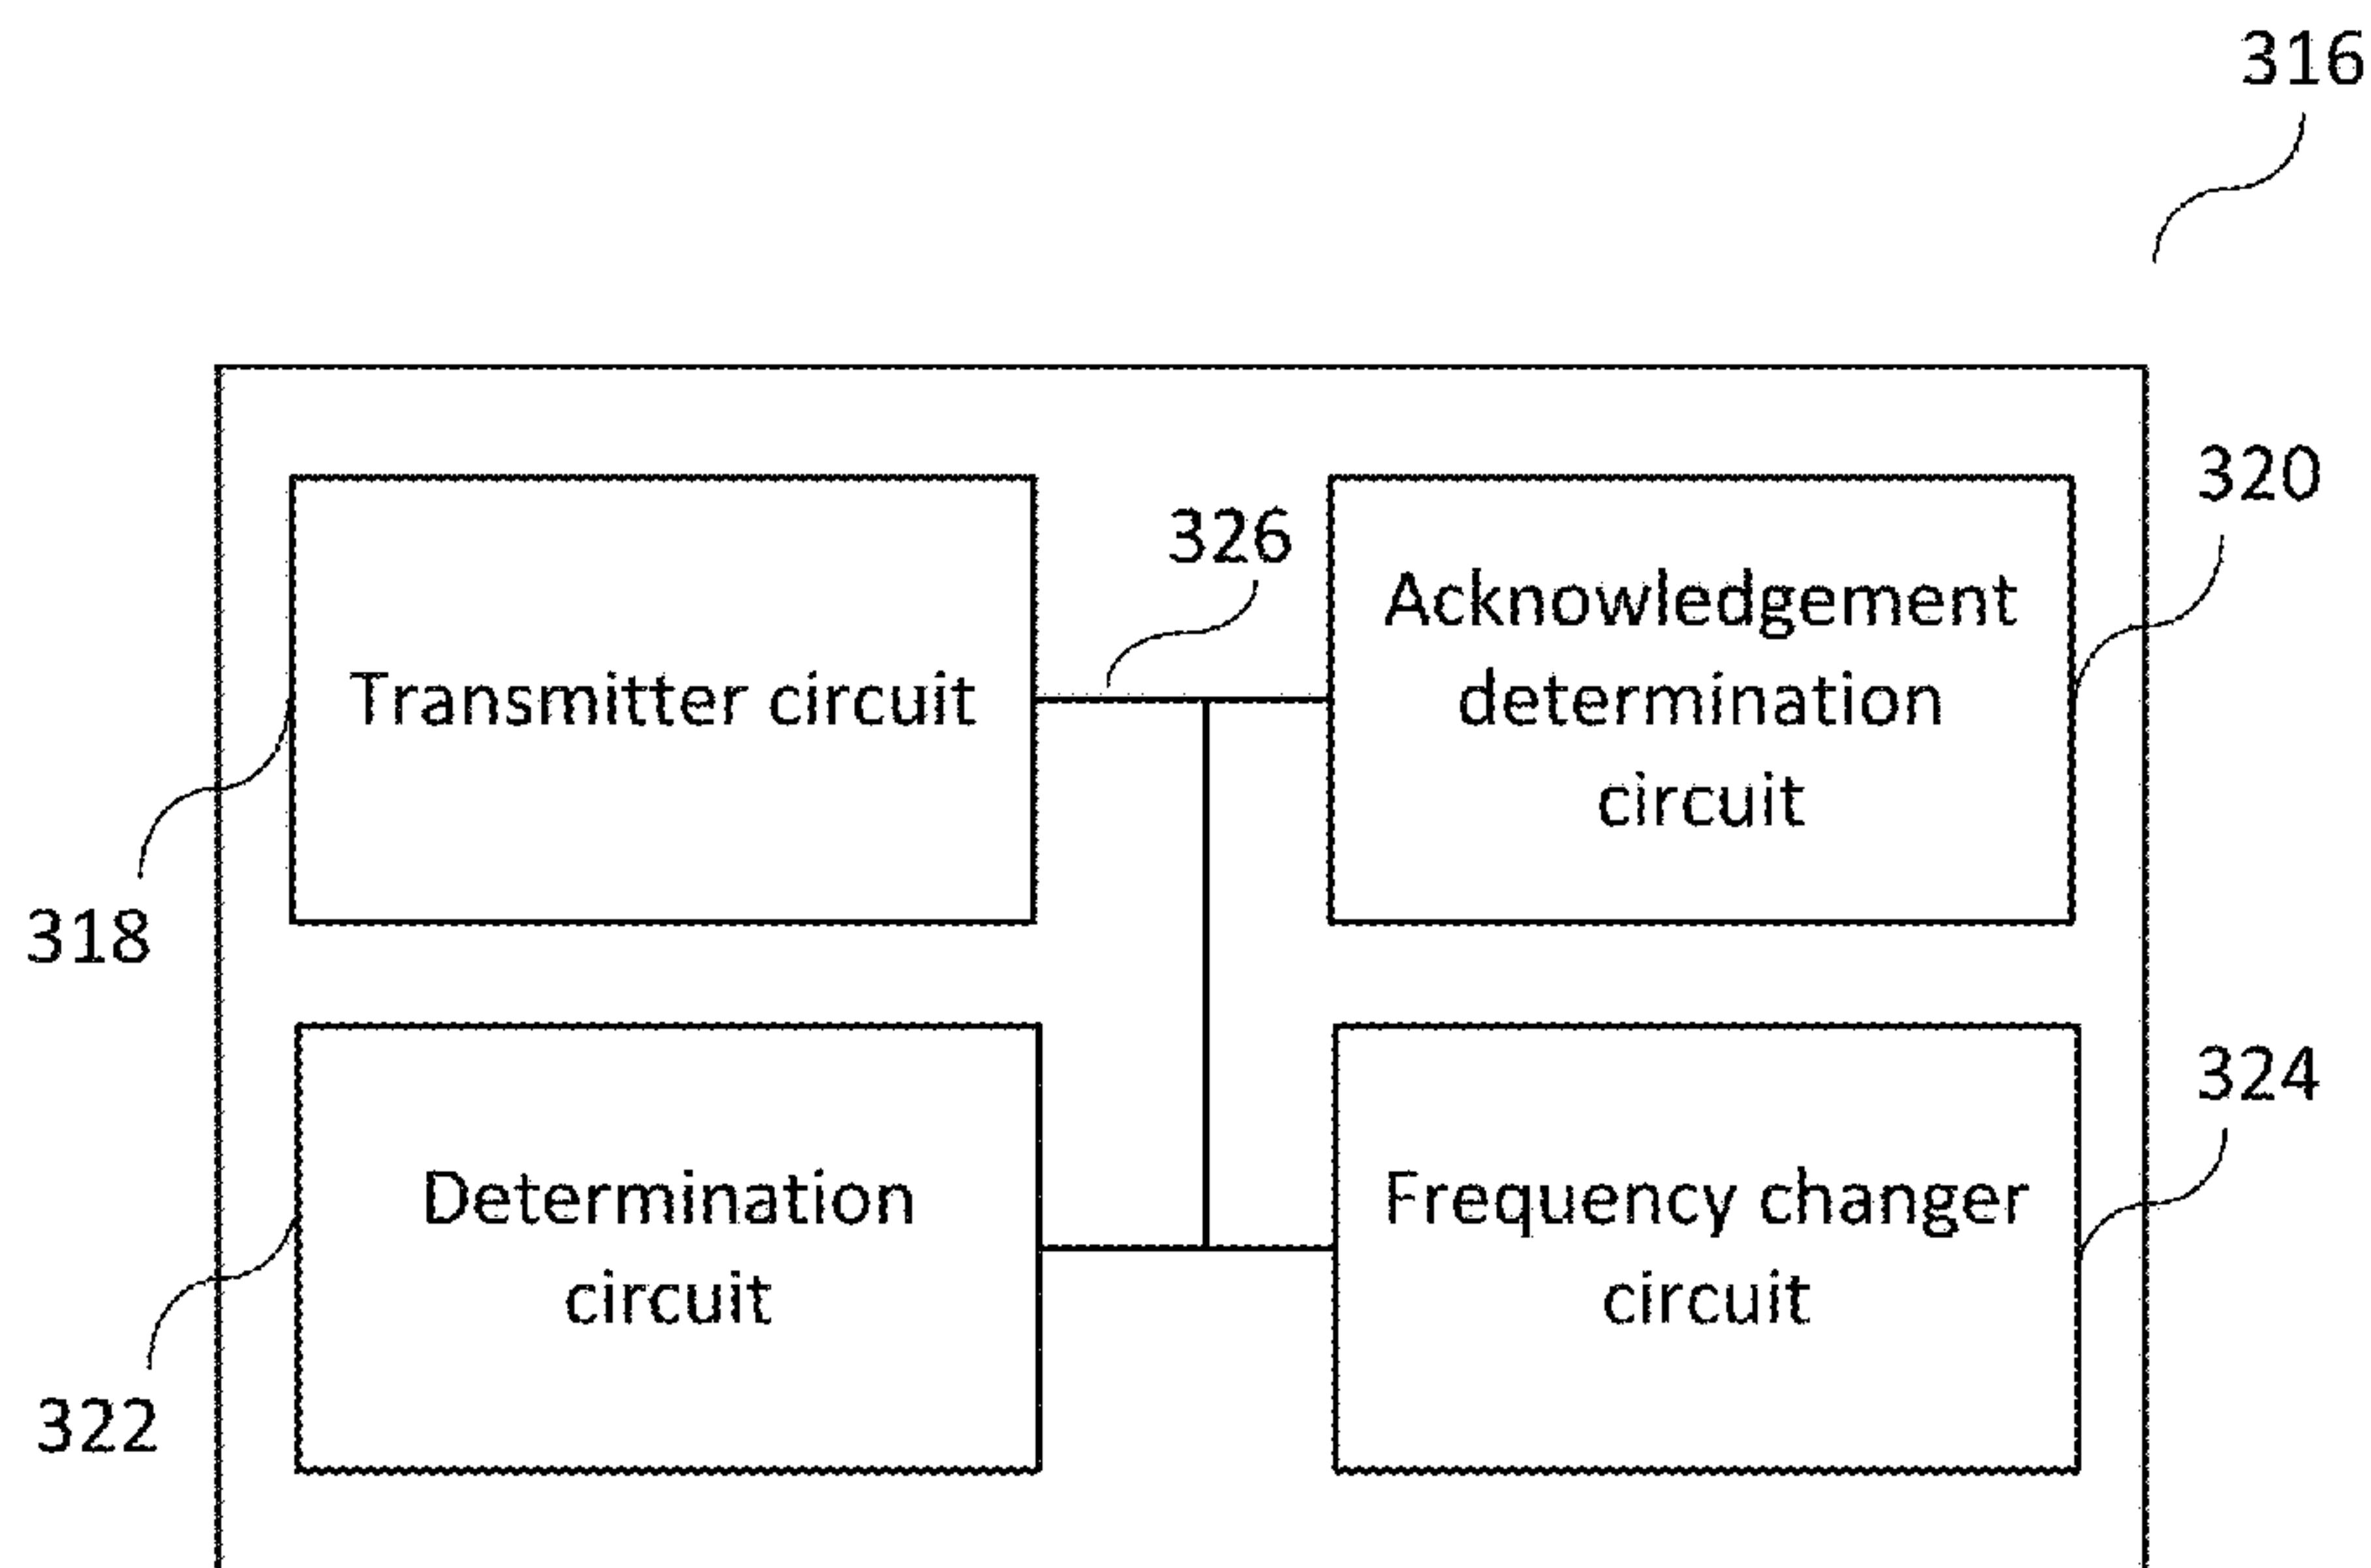 316
320
326
Transmitter circuit
Acknowledgement
determination
circuit
318
324
Determination
circuit
Frequency changer
circuit
322